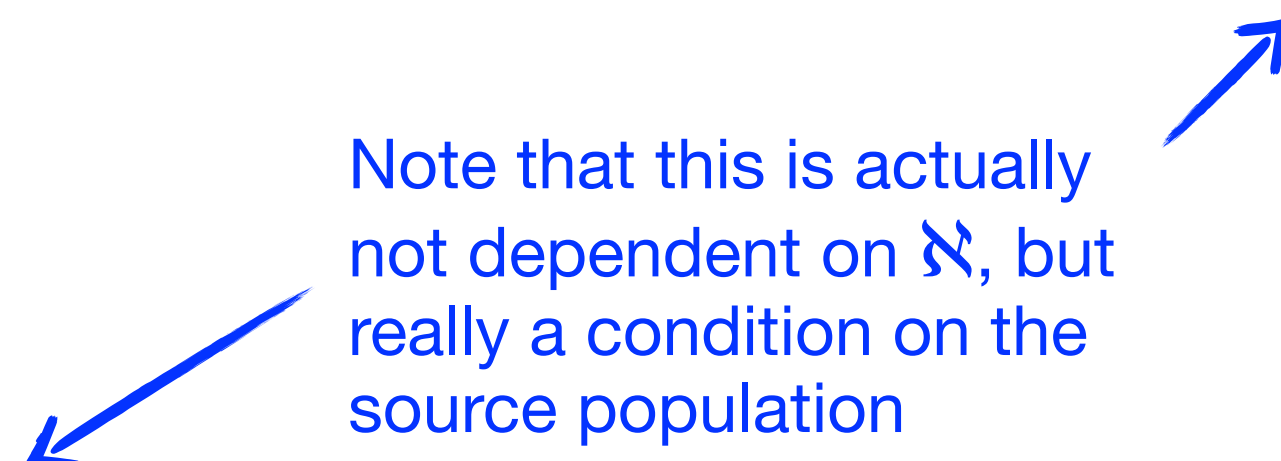 Note that this is actually
not dependent on ℵ, but
really a condition on the
source population